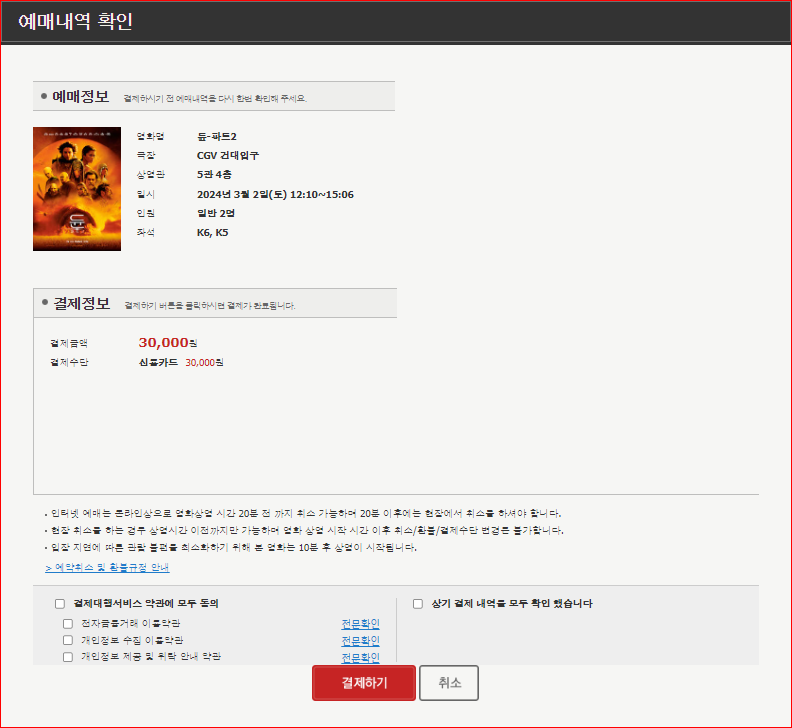 예매내역 확인
예매정보 결제하시기 전 예매내역을 다시 한번 확인해 주세요.
영화명 듄-파트2
극장 CGV 건대입구
상영관 5관 4층
일시 2024년 3월 2일(토) 12:10~15:06
인원 일반 2명
좌석 K6, K5
듄
결제정보 결제하기 버튼을 클릭하시면 결제가 완료됩니다.
결제금액 30,000원
결제수단 신용카드 30,000원
· 인터넷 예매는 온라인상으로 영화상영 시간 20분 전 까지 취소 가능하며 20분 이후에는 현장에서 취소를 하셔야 합니다.
· 현장 취소를 하는 경우 상영시간 이전까지만 가능하며 영화 상영 시작 시간 이후 취소/환불/결제수단 변경은 불가합니다.
· 입장 지연에 따른 관람 불편을 최소화하기 위해 본 영화는 10분 후 상영이 시작됩니다.
> 예약취소 및 환불규정 안내
결제대행서비스 약관에 모두 동의
전자금융거래 이용약관 전문확인
개인정보 수집 이용약관 전문확인
개인정보 제공 및 위탁 안내 약관 전문확인
상기 결제 내역을 모두 확인 했습니다
결제하기 취소